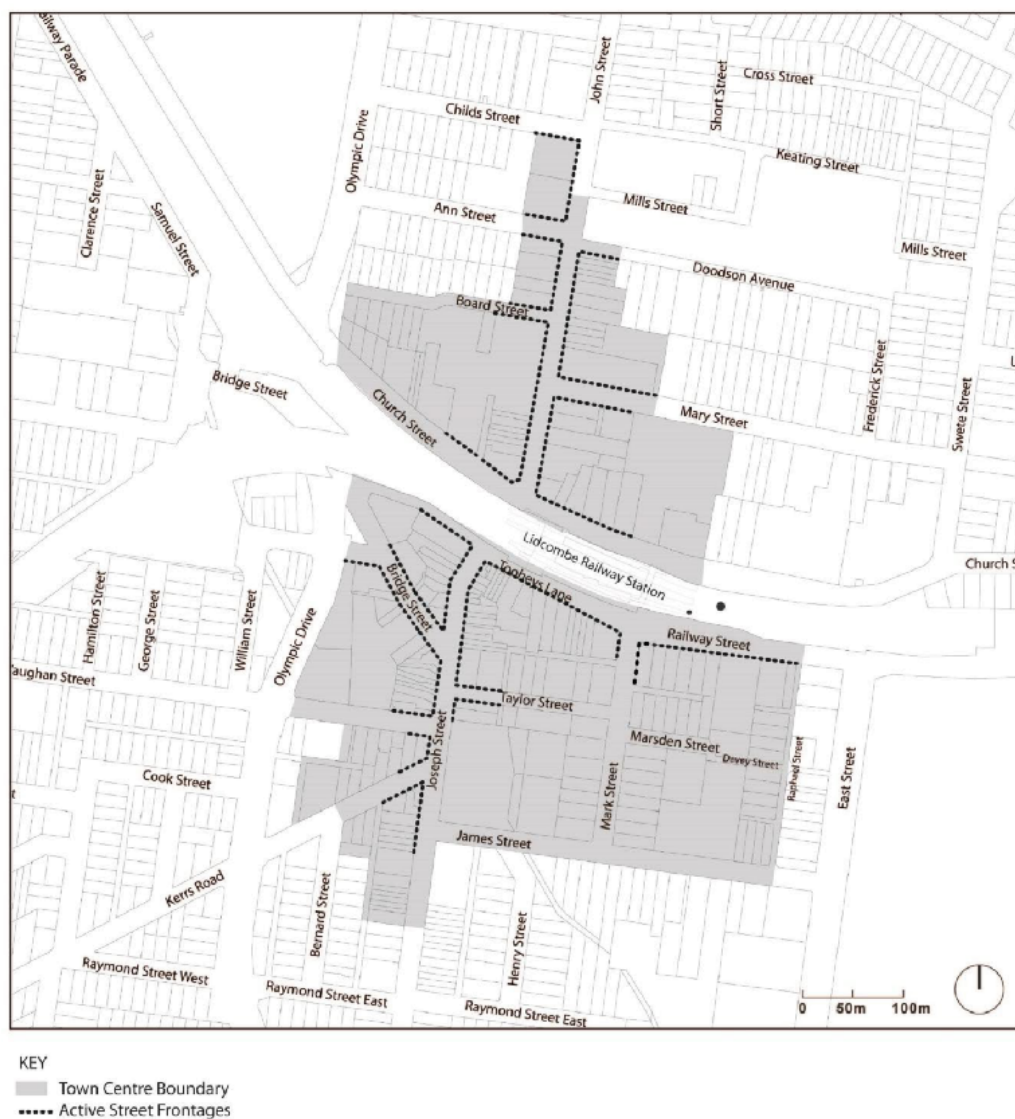 ailway Parade
Cross Street
John Street
Short Street
Childs Street
Olympic Drive
Keating Street
Clarence Street
Samuel Street
Ann Street
Mills Street
Mills Street
Doodson Avenue
Board Street
Bridge Street
Church Street
Frederick Street
Swete Street
Mary Street
Lidcombe Railway Station
Church S
Tooheys Lane
Bridge Street
Hamilton Street
George Street
William Street
Olympic Drive
Railway Street
aughan Street
Taylor Street
Joseph Street
Marsden Street
Davey Street
Raphael Street
East Street
Cook Street
Mark Street
James Street
Kerrs Road
Bernard Street
Henry Street
Raymond Street West
Raymond Street East
Raymond Street East
0 50m 100m
KEY
Town Centre Boundary
Active Street Frontages